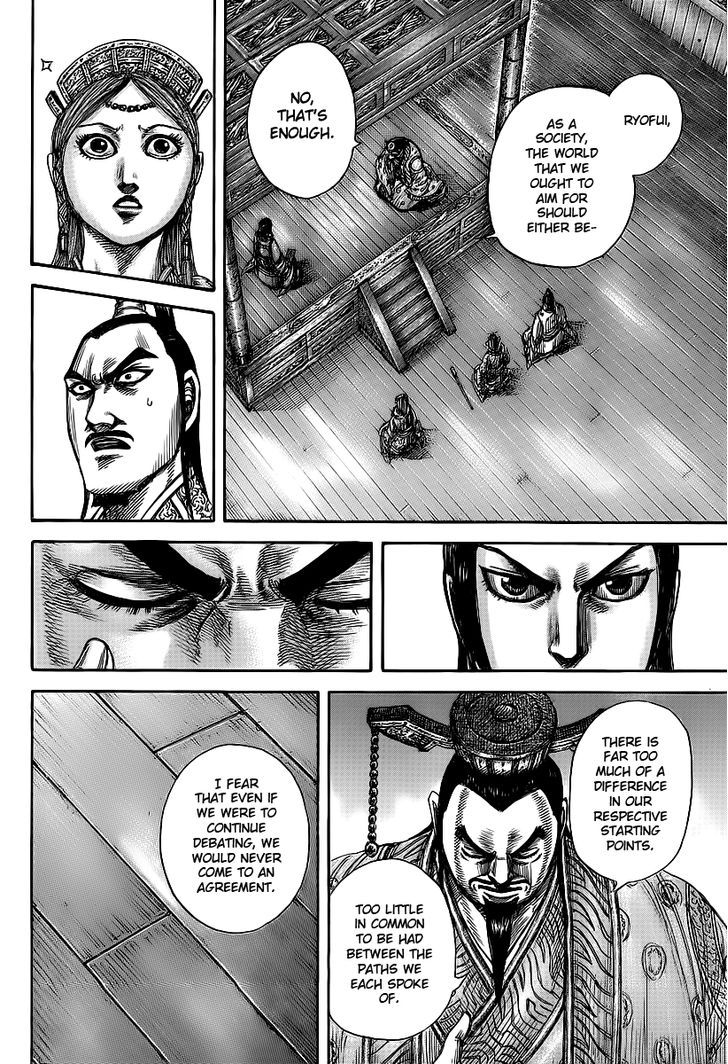 RYOFUI,
AS A
SOCIETY,
THE WORLD
THAT WE
OUGHT TO
AIM FOR
SHOULD
EITHER BE-
NO,
THAT'S
ENOUGH.
THERE IS
FAR TOO
MUCH OF A
DIFFERENCE
IN OUR
RESPECTIVE
STARTING
POINTS.
TOO LITTLE
IN COMMON
TO BE HAD
BETWEEN THE
PATHS WE
EACH SPOKE
OF.
I FEAR
THAT EVEN IF
WE WERE TO
CONTINUE
DEBATING, WE
WOULD NEVER
COME TO AN
AGREEMENT.